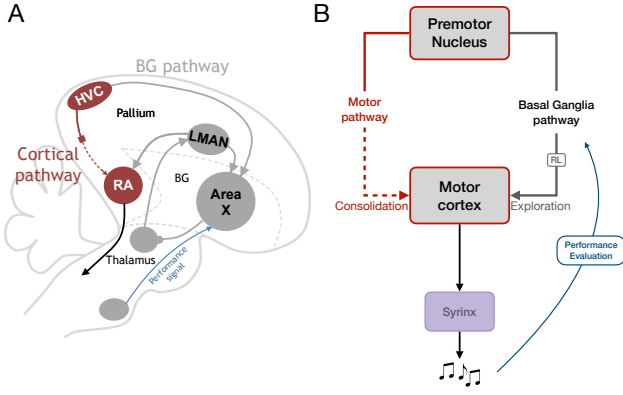 A
BG pathway
HVC
Pallium
LMAN
Cortical
pathway
RA
BG
Area
X
Thalamus
Performance
signal
B
Premotor
Nucleus
Motor
pathway
Basal Ganglia
pathway
RL
Motor
cortex
Consolidation
Exploration
Performance
Evaluation
Syrinx